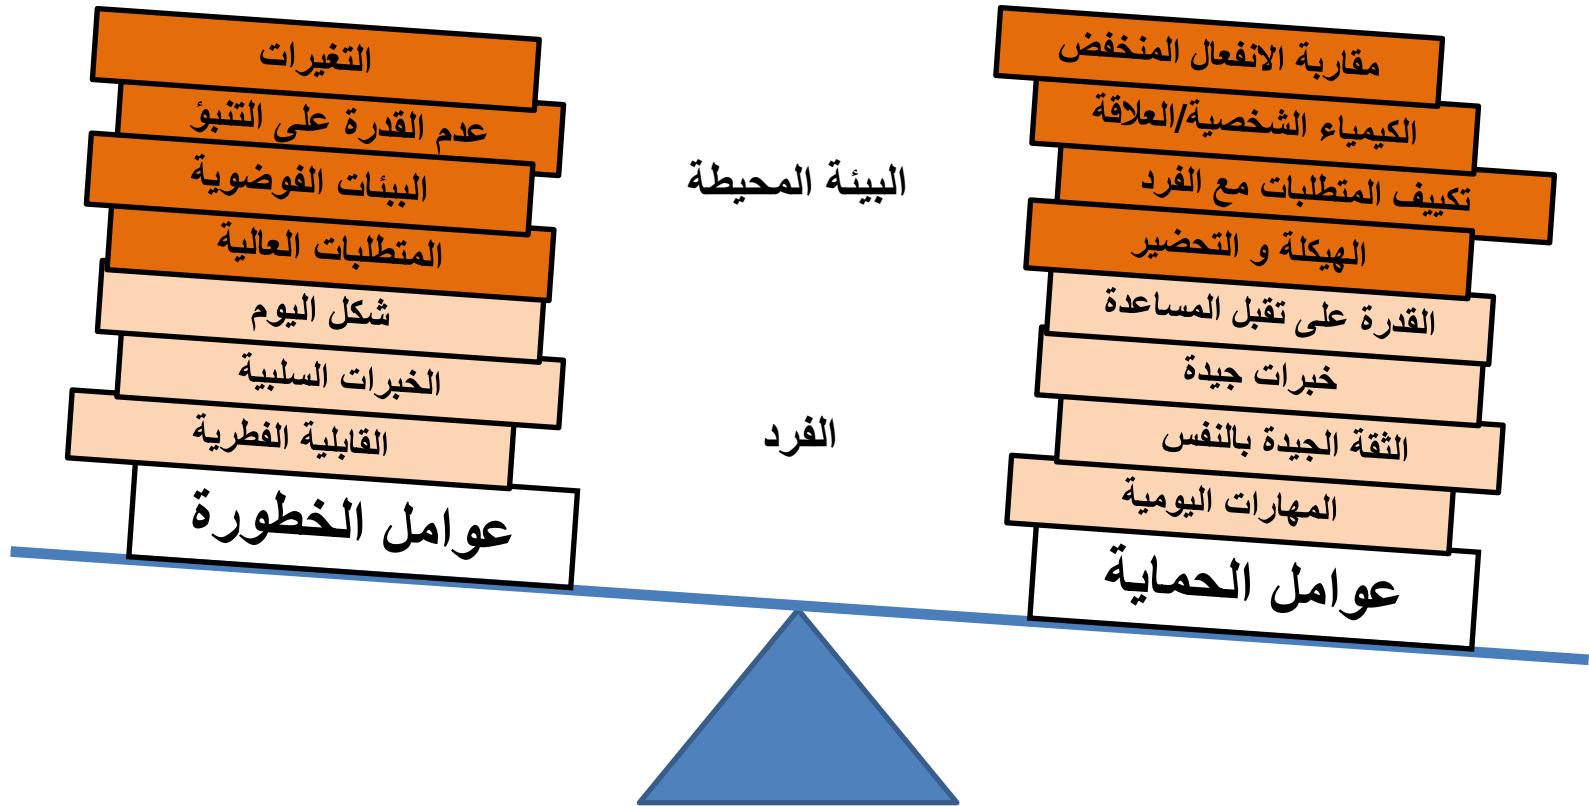 مقاربة الانفعال المنخفض
الكيمياء الشخصية/العلاقة
تكييف المتطلبات مع الفرد
الهيكلة و التحضير
القدرة على تقبل المساعدة
خبرات جيدة
الثقة الجيدة بالنفس
المهارات اليومية
عوامل الحماية
البيئة المحيطة
الفرد
التغيرات
عدم القدرة على التنبؤ
البيئات الفوضوية
المتطلبات العالية
شكل اليوم
الخبرات السلبية
القابلية الفطرية
عوامل الخطورة